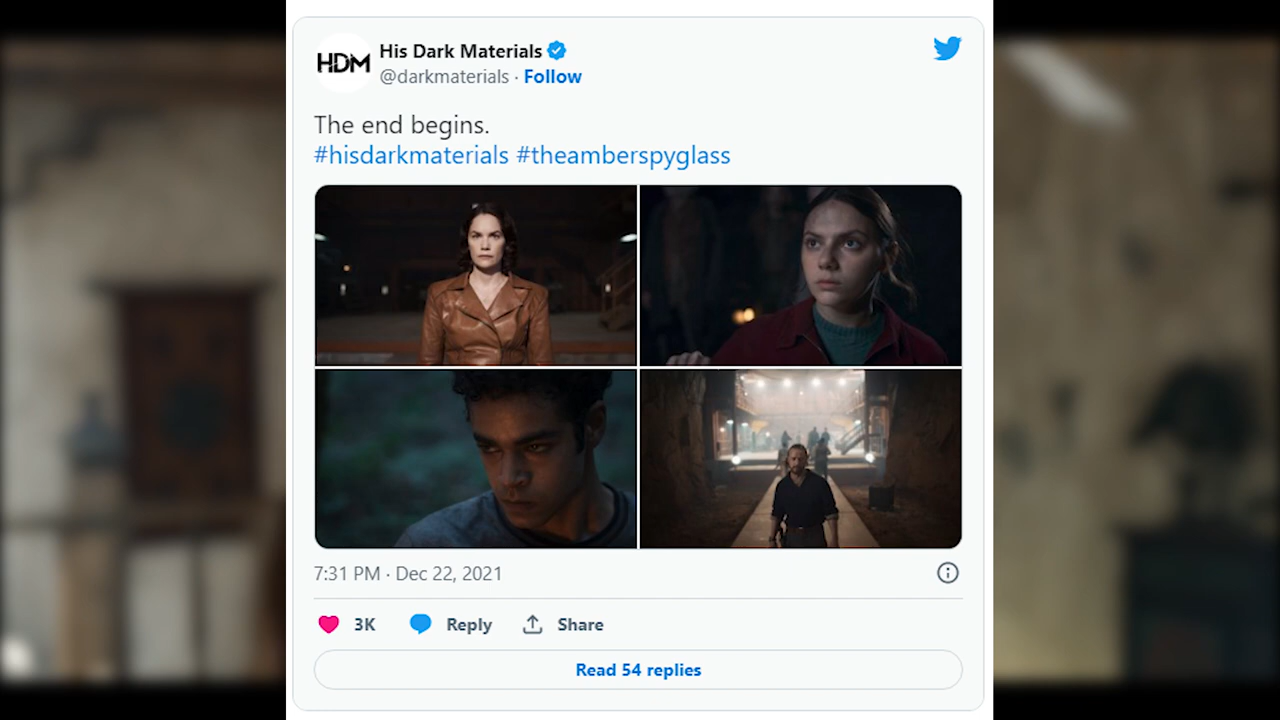 HDM
His Dark Materials
@darkmaterials · Follow
The end begins.
#hisdarkmaterials #theamberspyglass
7:31 PM · Dec 22, 2021
3K Reply Share
Read 54 replies